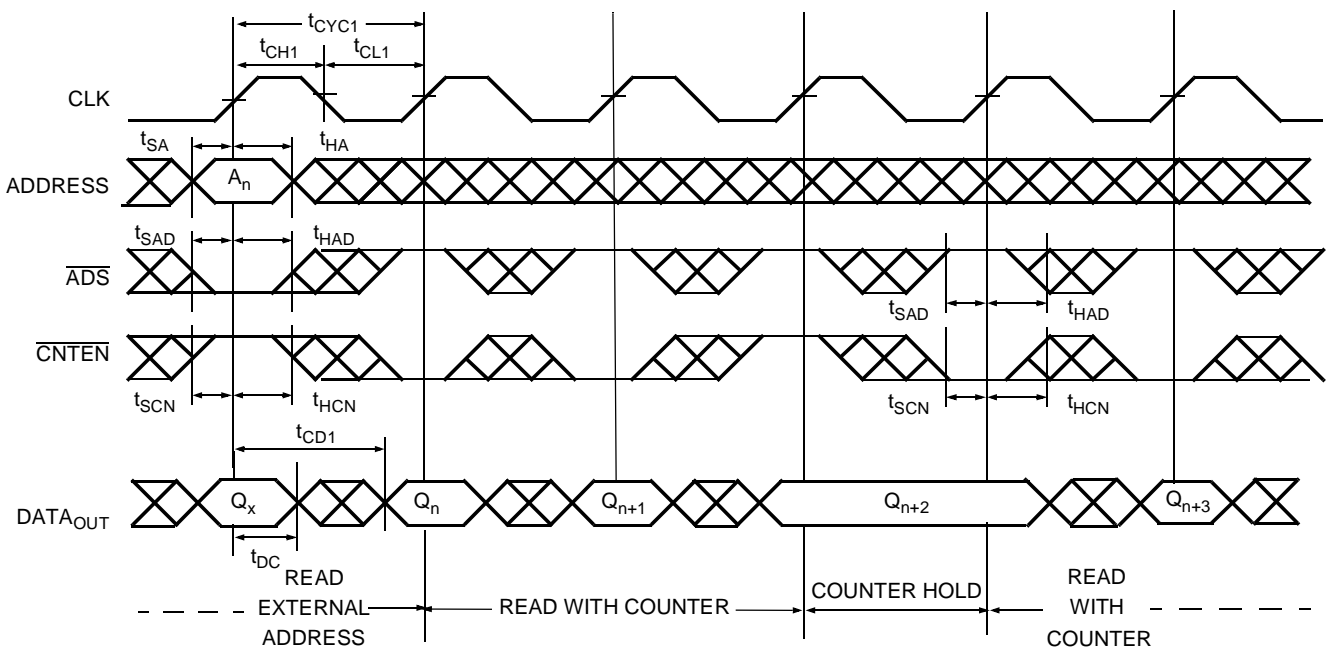 tCYC1
tCH1 tCL1
CLK
tSA tHA
ADDRESS An
tSAD tHAD
ADS
tSAD tHAD
CNTEN
tSCN tHCN tSCN tHCN
tCD1
DATAOUT Qx Qn Qn+1 Qn+2 Qn+3
tDC
READ EXTERNAL ADDRESS
READ WITH COUNTER
COUNTER HOLD
READ WITH COUNTER